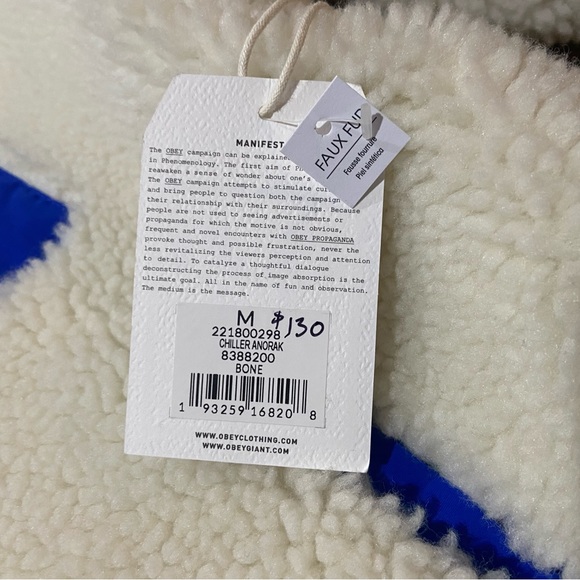 MANIFEST
The OBEY campaign can be explained
in Phenomenology. The first aim of
reawaken a sense of wonder about one's
The OBEY campaign attempts to stimulate
and bring people to question both the campaign
their relationship with their surroundings. Because
people are not used to seeing advertisements or
propaganda for which the motive is not obvious,
frequent and novel encounters with OBEY PROPAGANDA
provoke thought and possible frustration, never the
less revitalizing the viewers perception and attention
to detail. To catalyze a thoughtful dialogue
deconstructing the process of image absorption is the
ultimate goal. All in the name of fun and observation.
The medium is the message.
FAUX FUR
Fausse fourrure
Piel sintética
M $130
221800298
CHILLER ANORAK
8388200
BONE
1 93259 16820 8
WWW.OBEYCLOTHING.COM
WWW.OBEYGIANT.COM